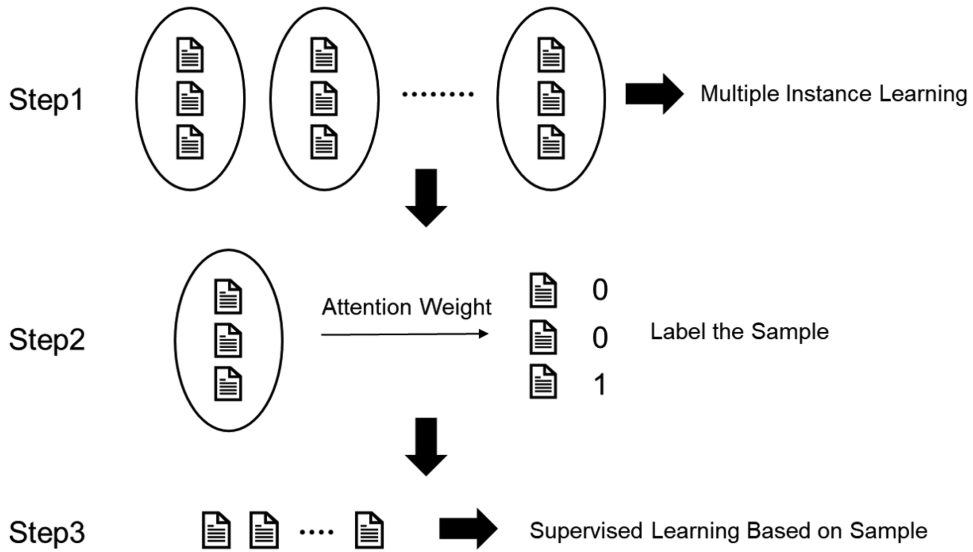 Step1
Multiple Instance Learning
Step2
Attention Weight
0
0
1
Label the Sample
Step3
Supervised Learning Based on Sample